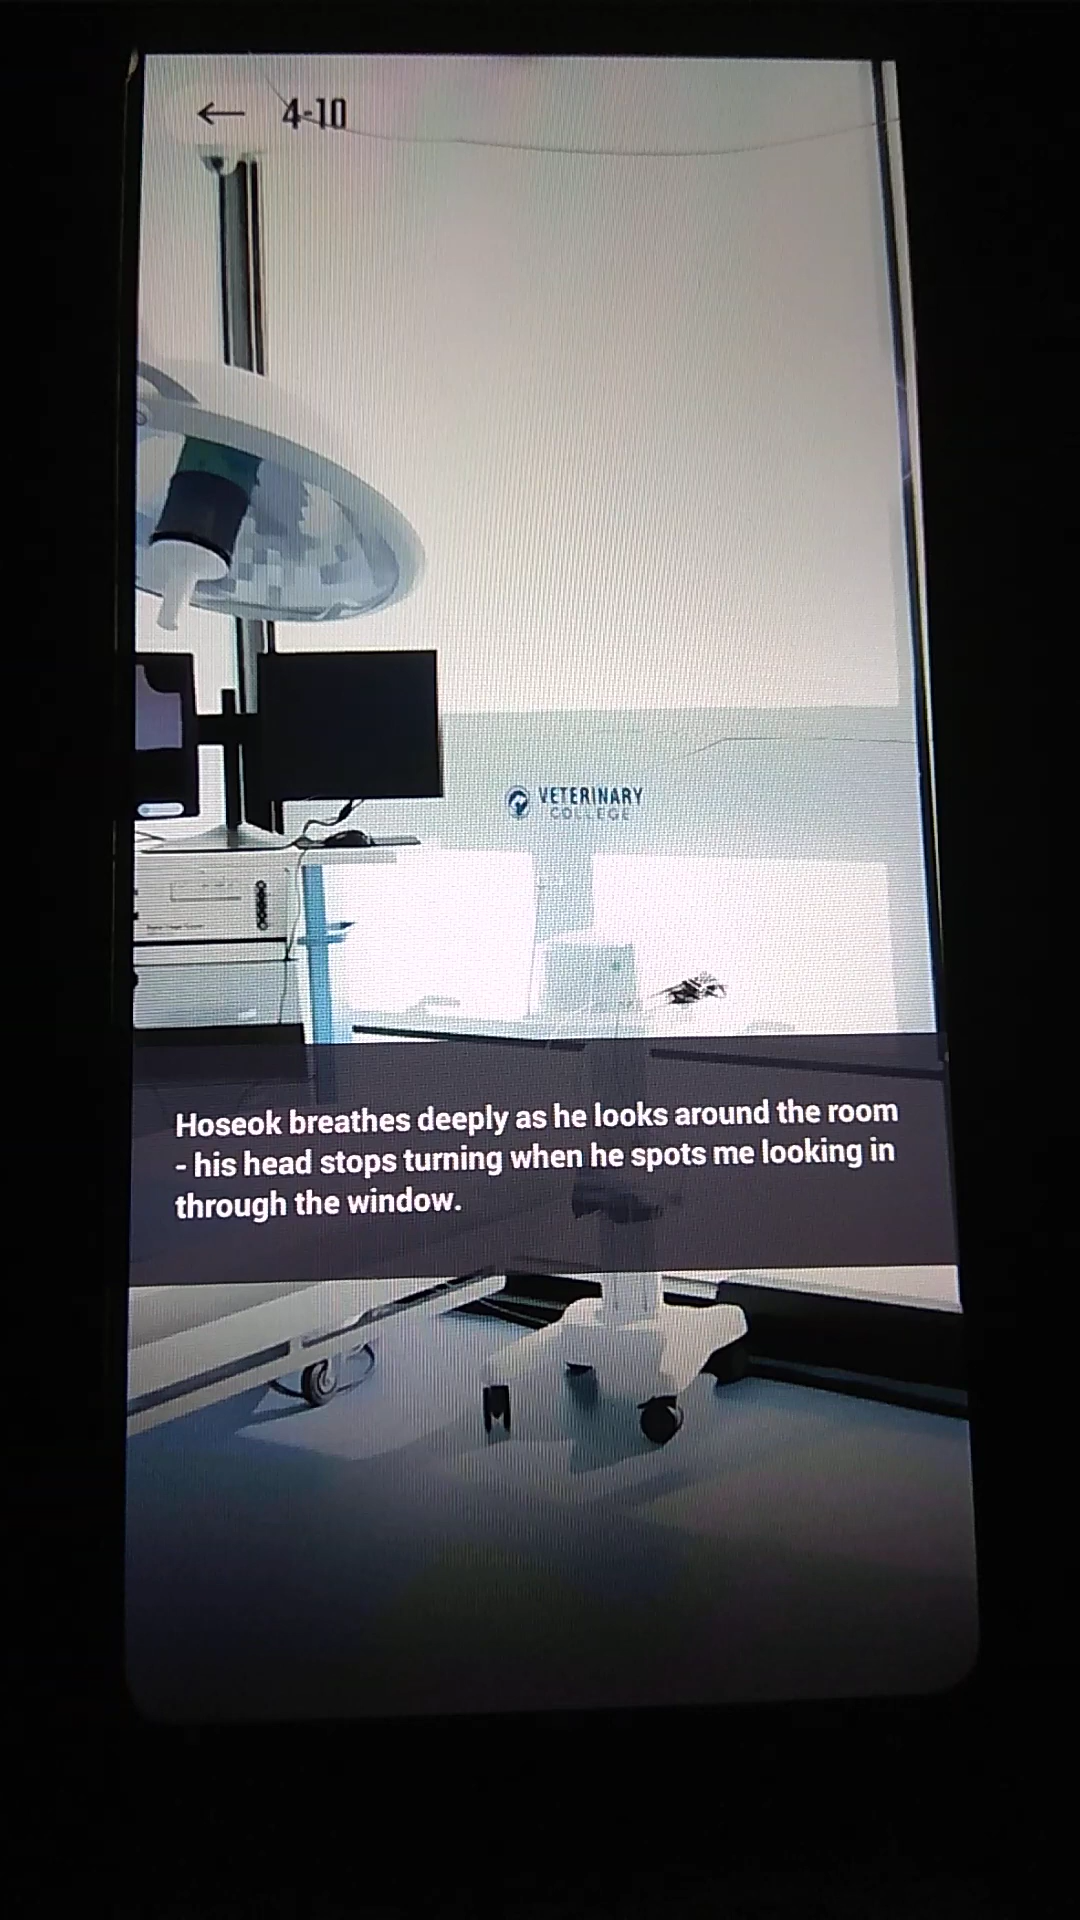 4-10
VETERINARY
COLLEGE
Hoseok breathes deeply as he looks around the room
- his head stops turning when he spots me looking in
through the window.